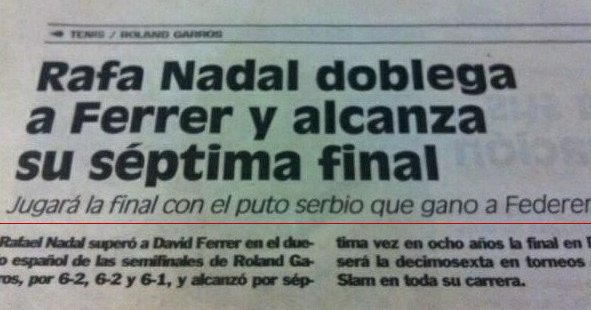 TENIS / ROLAND GARROS
Rafa Nadal doblega
a Ferrer y alcanza
su séptima final
Jugará la final con el puto serbio que gano a Federer
Rafael Nadal superó a David Ferrer en el due-
o español de las semifinales de Roland Ga-
ros, por 6-2, 6-2 y 6-1, y alcanzó por sép-
tima vez en ocho años la final en
será la decimosexta en torneos
Slam en toda su carrera.